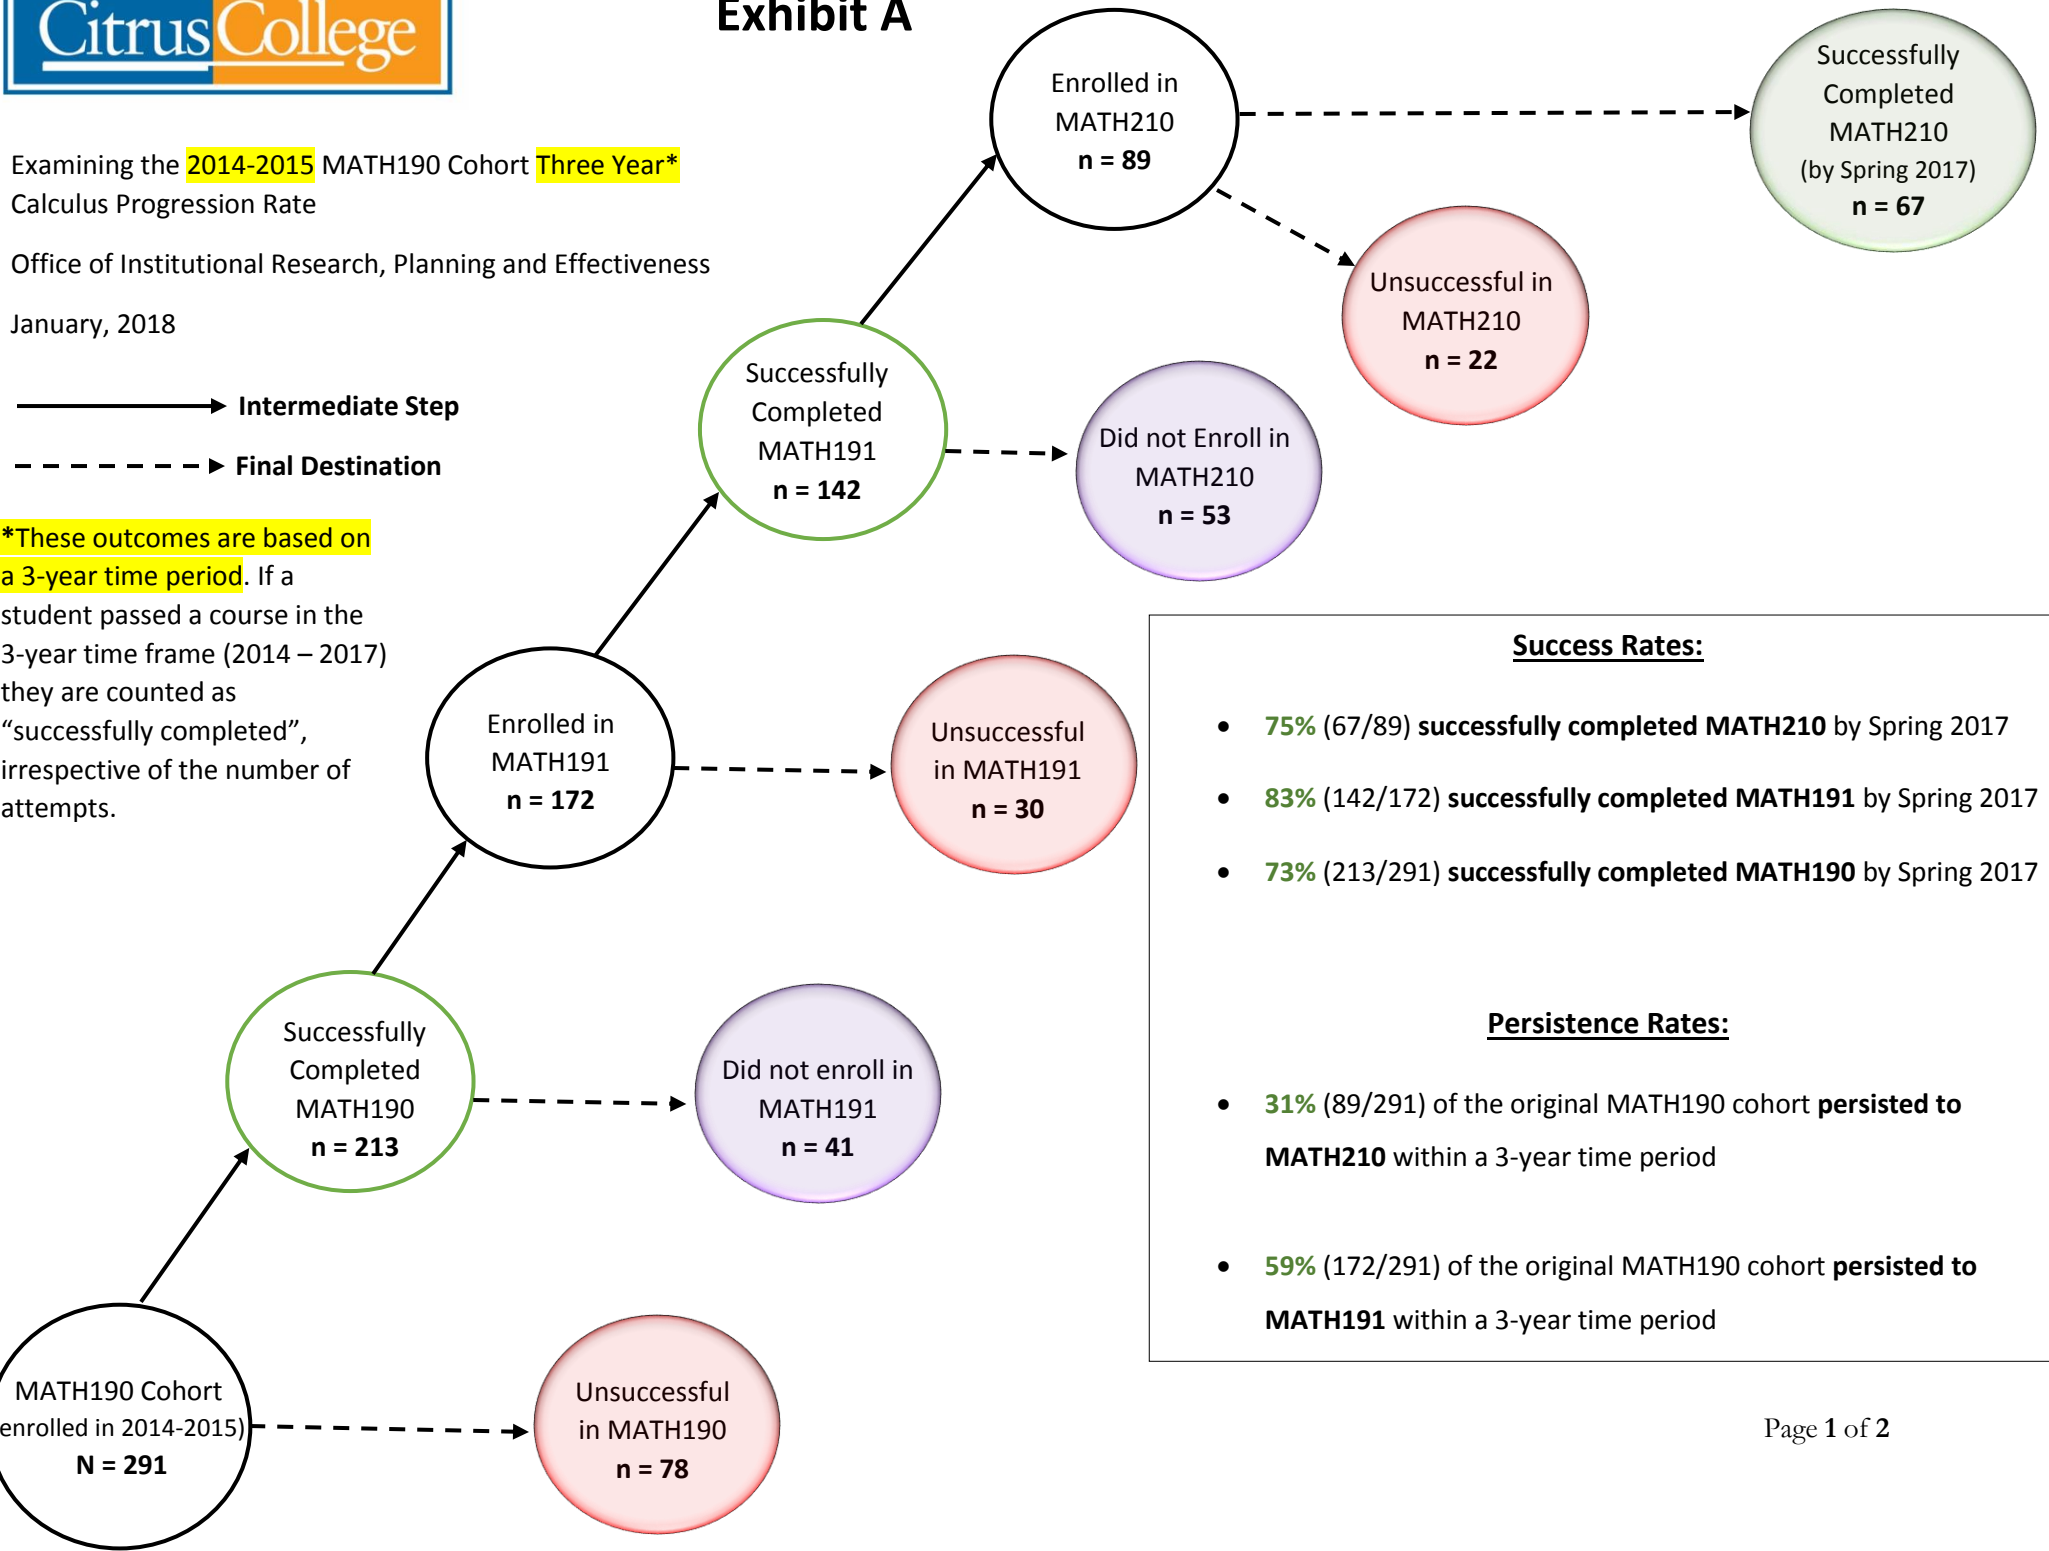 Citrus College
Exhibit A
Examining the 2014-2015 MATH190 Cohort Three Year*
Calculus Progression Rate
Office of Institutional Research, Planning and Effectiveness
January, 2018
Intermediate Step
Final Destination
*These outcomes are based on
a 3-year time period. If a
student passed a course in the
3-year time frame (2014 – 2017)
they are counted as
“successfully completed”,
irrespective of the number of
attempts.
Enrolled in
MATH210
n = 89
Successfully
Completed
MATH210
(by Spring 2017)
n = 67
Unsuccessful in
MATH210
n = 22
Successfully
Completed
MATH191
n = 142
Did not Enroll in
MATH210
n = 53
Enrolled in
MATH191
n = 172
Unsuccessful
in MATH191
n = 30
Successfully
Completed
MATH190
n = 213
Did not enroll in
MATH191
n = 41
MATH190 Cohort
enrolled in 2014-2015)
N = 291
Unsuccessful
in MATH190
n = 78
Success Rates:
• 75% (67/89) successfully completed MATH210 by Spring 2017
• 83% (142/172) successfully completed MATH191 by Spring 2017
• 73% (213/291) successfully completed MATH190 by Spring 2017
Persistence Rates:
• 31% (89/291) of the original MATH190 cohort persisted to
MATH210 within a 3-year time period
• 59% (172/291) of the original MATH190 cohort persisted to
MATH191 within a 3-year time period
Page 1 of 2